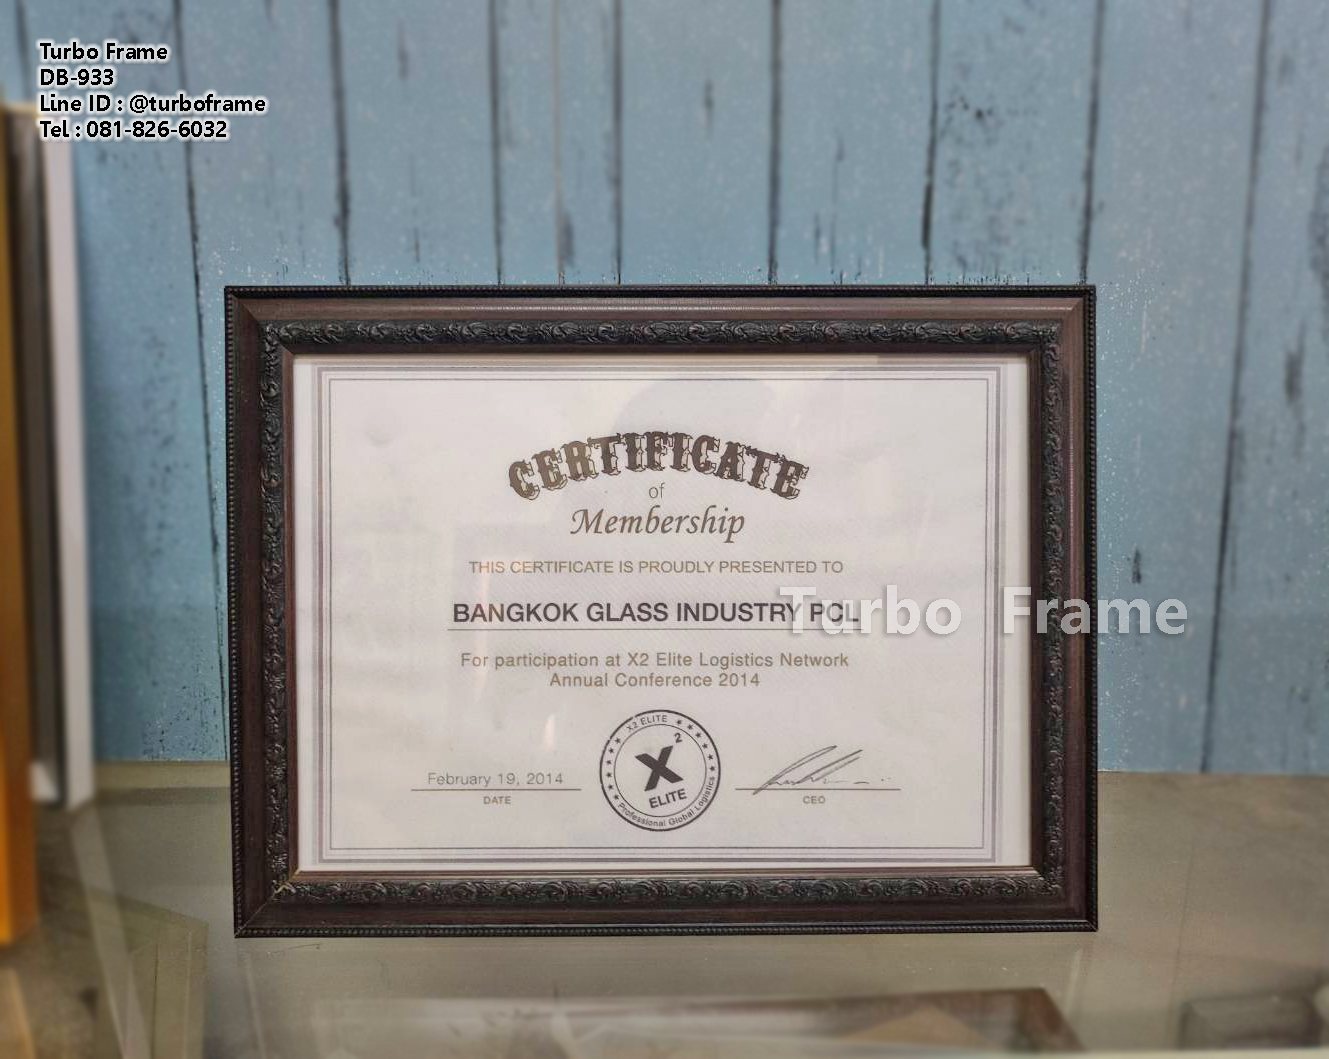 Turbo Frame
DB-933
Line ID : @turboframe
Tel : 081-826-6032
CERTIFICATE
of
Membership
THIS CERTIFICATE IS PROUDLY PRESENTED TO
BANGKOK GLASS INDUSTRY PCL
Turbo Frame
For participation at X2 Elite Logistics Network
Annual Conference 2014
X2 ELITE
X2
ELITE
Professional Global Logistics
February 19, 2014
DATE
CEO